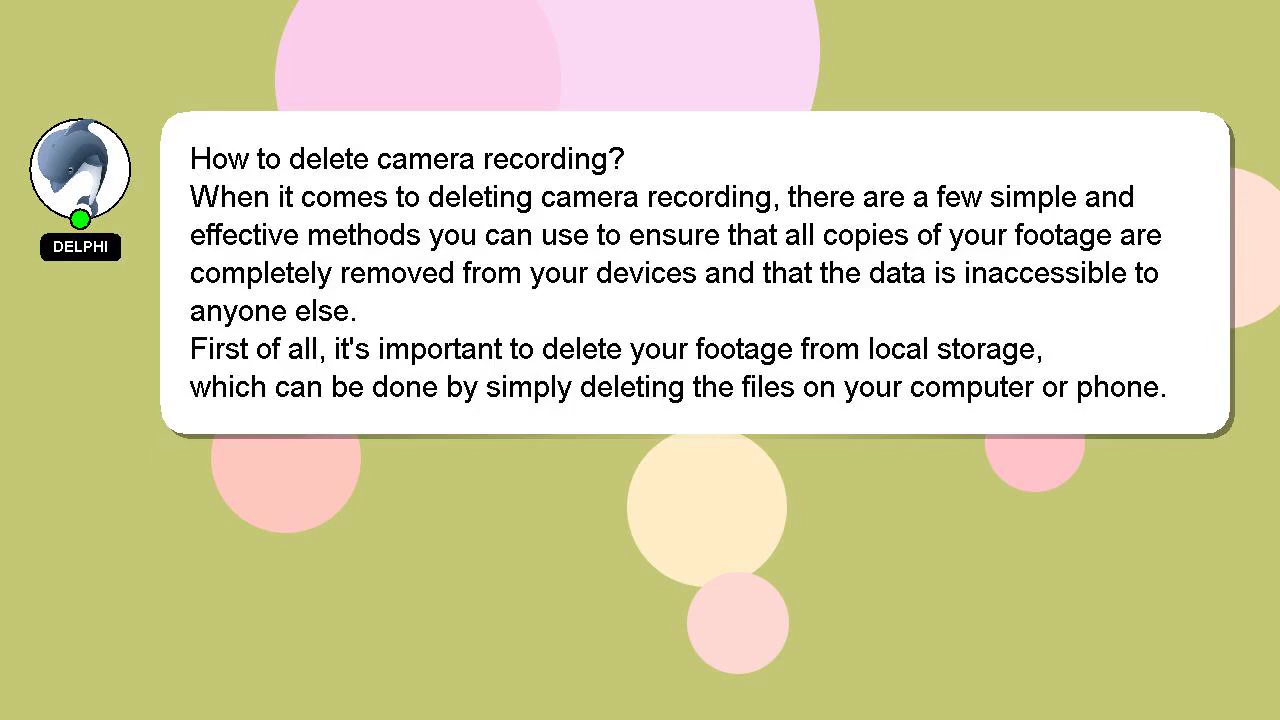 How to delete camera recording?
When it comes to deleting camera recording, there are a few simple and
effective methods you can use to ensure that all copies of your footage are
completely removed from your devices and that the data is inaccessible to
anyone else.
First of all, it's important to delete your footage from local storage,
which can be done by simply deleting the files on your computer or phone.
DELPHI